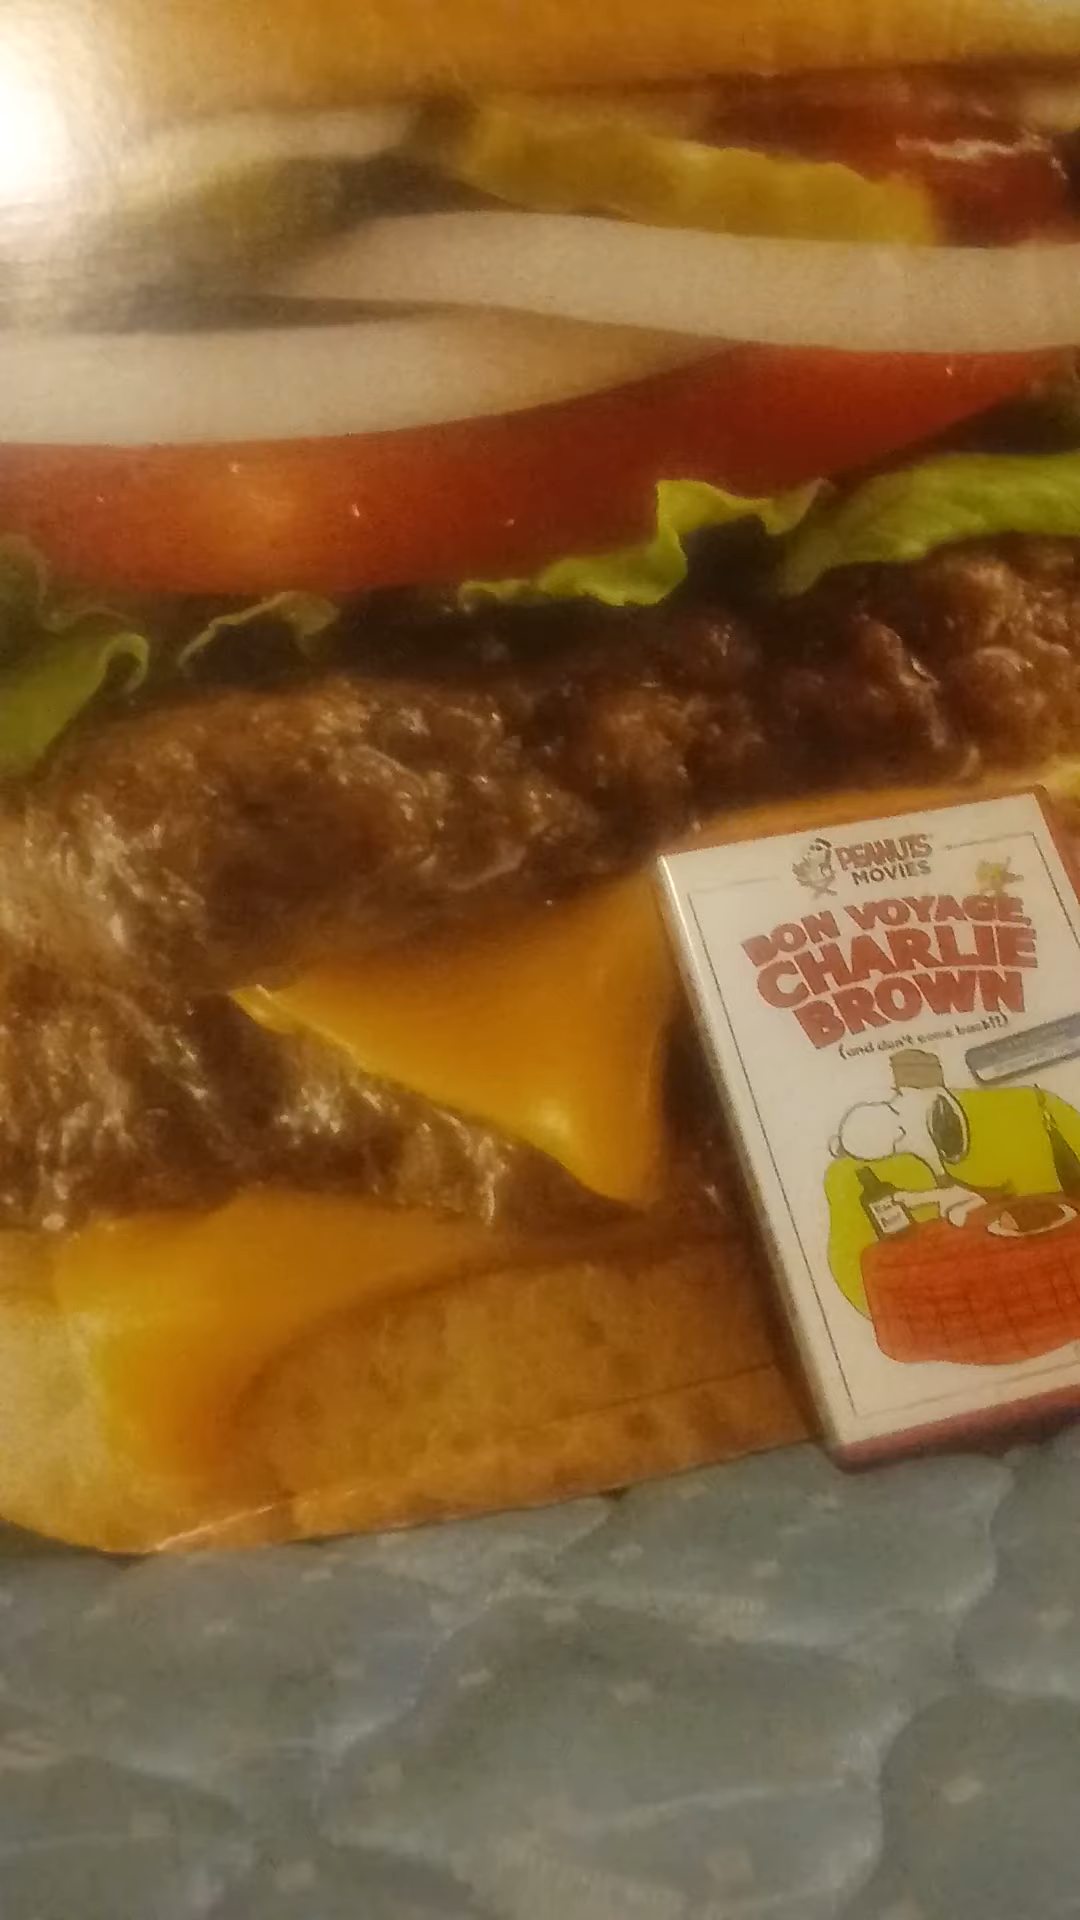 PEANUTS
MOVIES
BON VOYAGE,
CHARLIE
BROWN
(and don't come back!!)